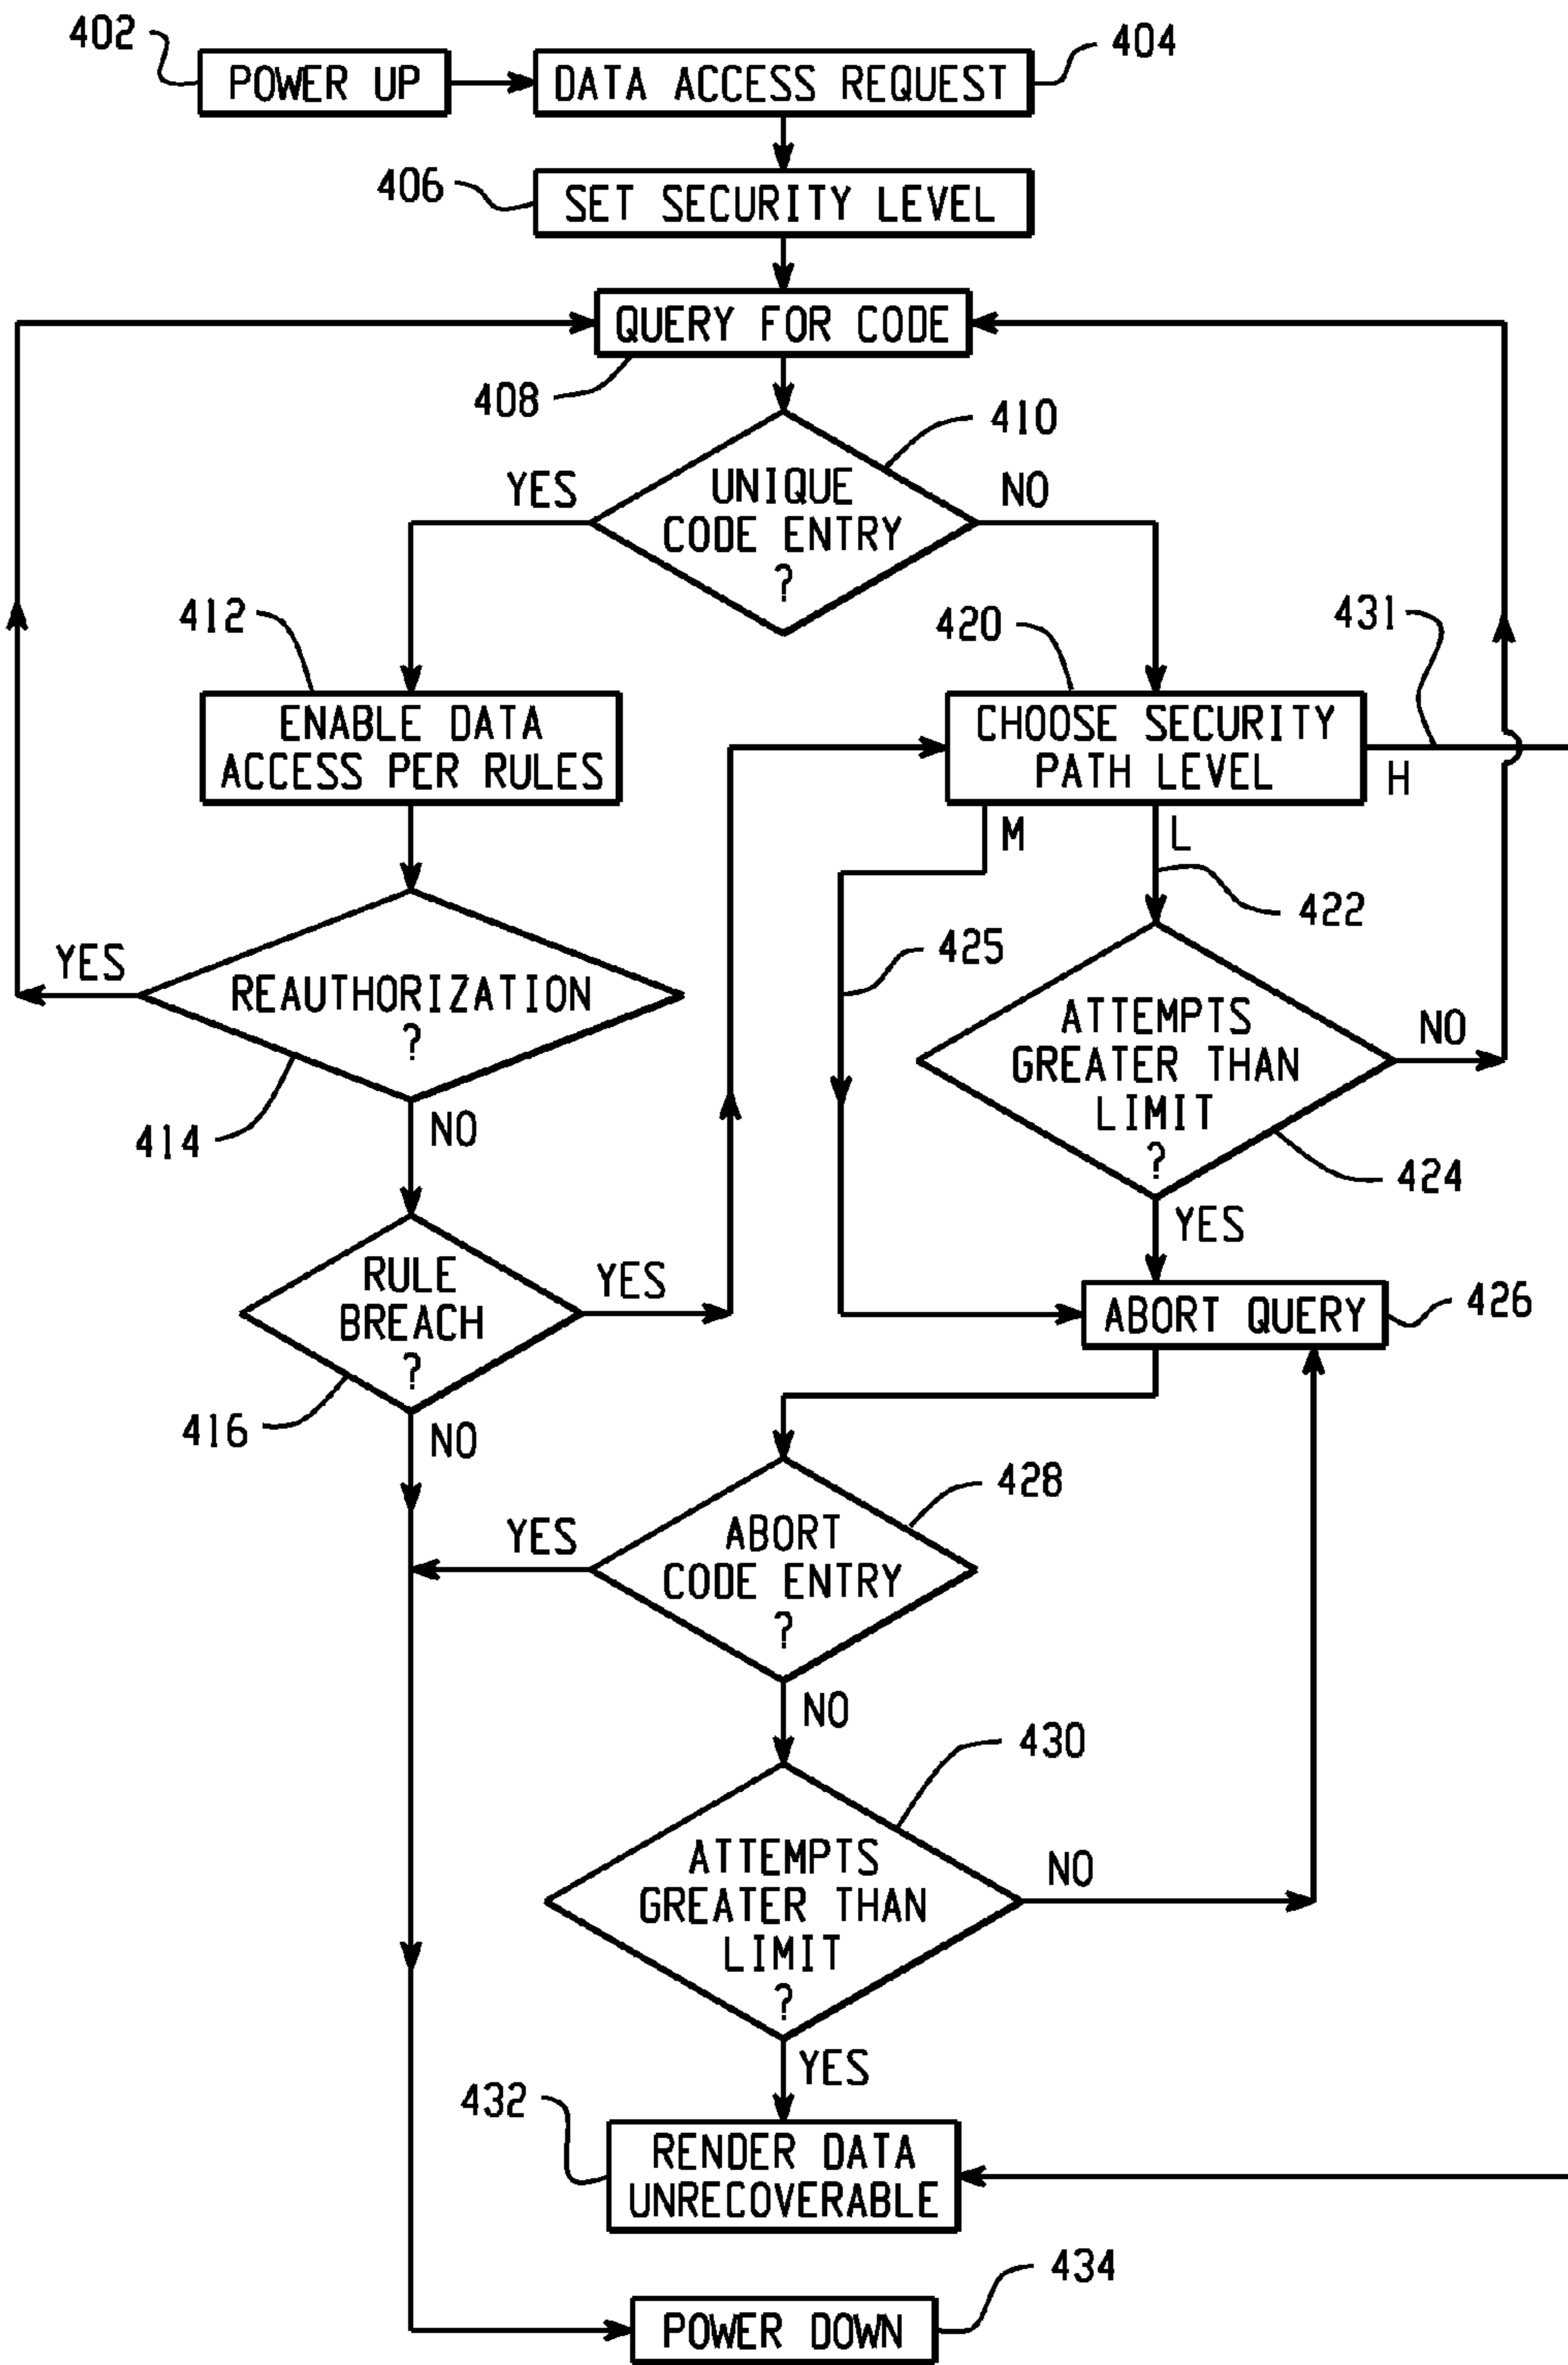 402
POWER UP
DATA ACCESS REQUEST
404
406
SET SECURITY LEVEL
QUERY FOR CODE
408
410
YES
UNIQUE
CODE ENTRY
?
NO
412
ENABLE DATA
ACCESS PER RULES
420
CHOOSE SECURITY
PATH LEVEL
431
H
M
L
422
425
YES
REAUTHORIZATION
?
414
NO
ATTEMPTS
GREATER THAN
LIMIT
?
NO
424
YES
RULE
BREACH
?
YES
416
NO
ABORT QUERY
426
428
YES
ABORT
CODE ENTRY
?
NO
430
ATTEMPTS
GREATER THAN
LIMIT
?
NO
YES
432
RENDER DATA
UNRECOVERABLE
434
POWER DOWN